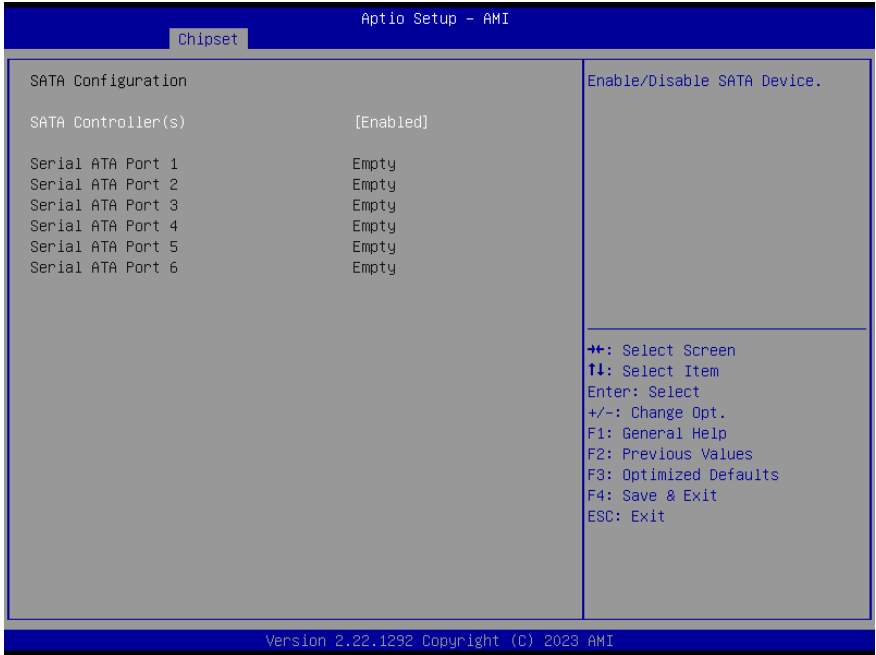 Aptio Setup – AMI
Chipset
SATA Configuration
SATA Controller(s) [Enabled]
Serial ATA Port 1 Empty
Serial ATA Port 2 Empty
Serial ATA Port 3 Empty
Serial ATA Port 4 Empty
Serial ATA Port 5 Empty
Serial ATA Port 6 Empty
Enable/Disable SATA Device.
→←: Select Screen
↑↓: Select Item
Enter: Select
+/-: Change Opt.
F1: General Help
F2: Previous Values
F3: Optimized Defaults
F4: Save & Exit
ESC: Exit
Version 2.22.1292 Copyright (C) 2023 AMI